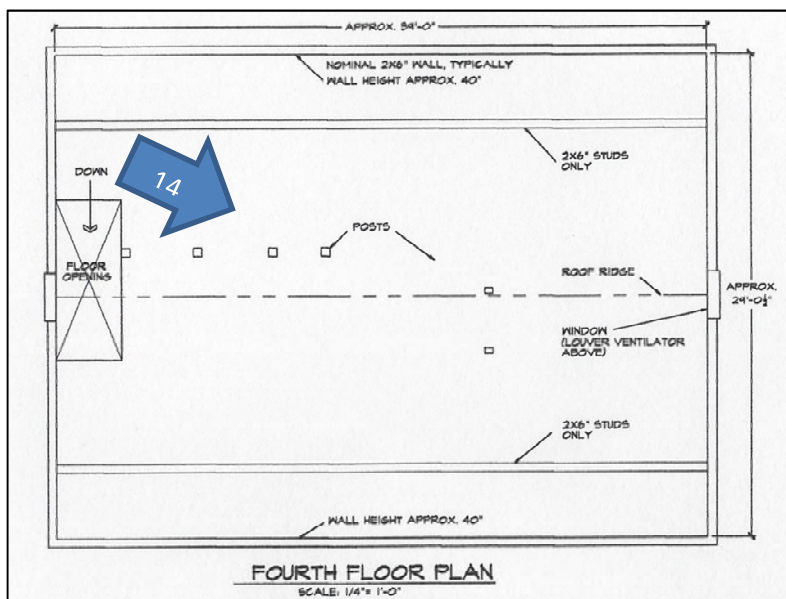 APPROX. 39'-0"
NOMINAL 2X6" WALL, TYPICALLY
WALL HEIGHT APPROX. 40"
2X6" STUDS
ONLY
DOWN
14
POSTS
FLOOR
OPENING
ROOF RIDGE
APPROX.
29'-0½"
WINDOW
(LOUVER VENTILATOR
ABOVE)
2X6" STUDS
ONLY
WALL HEIGHT APPROX. 40"
FOURTH FLOOR PLAN
SCALE: 1/4"= 1'-0"